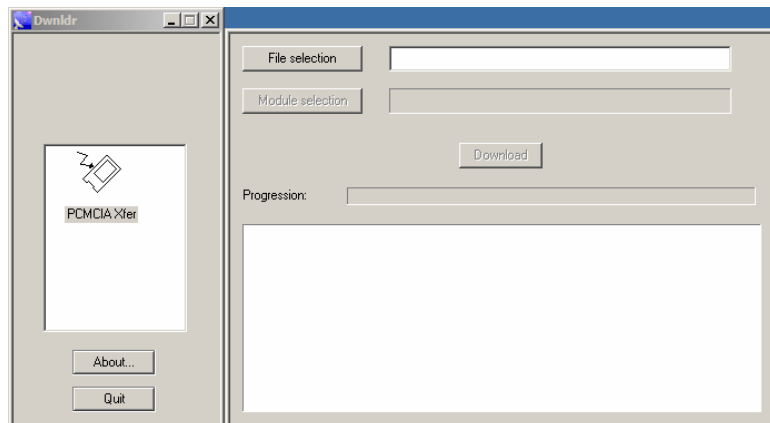 Dwnldr
File selection
Module selection
Download
PCMCIA Xfer
Progression:
About...
Quit